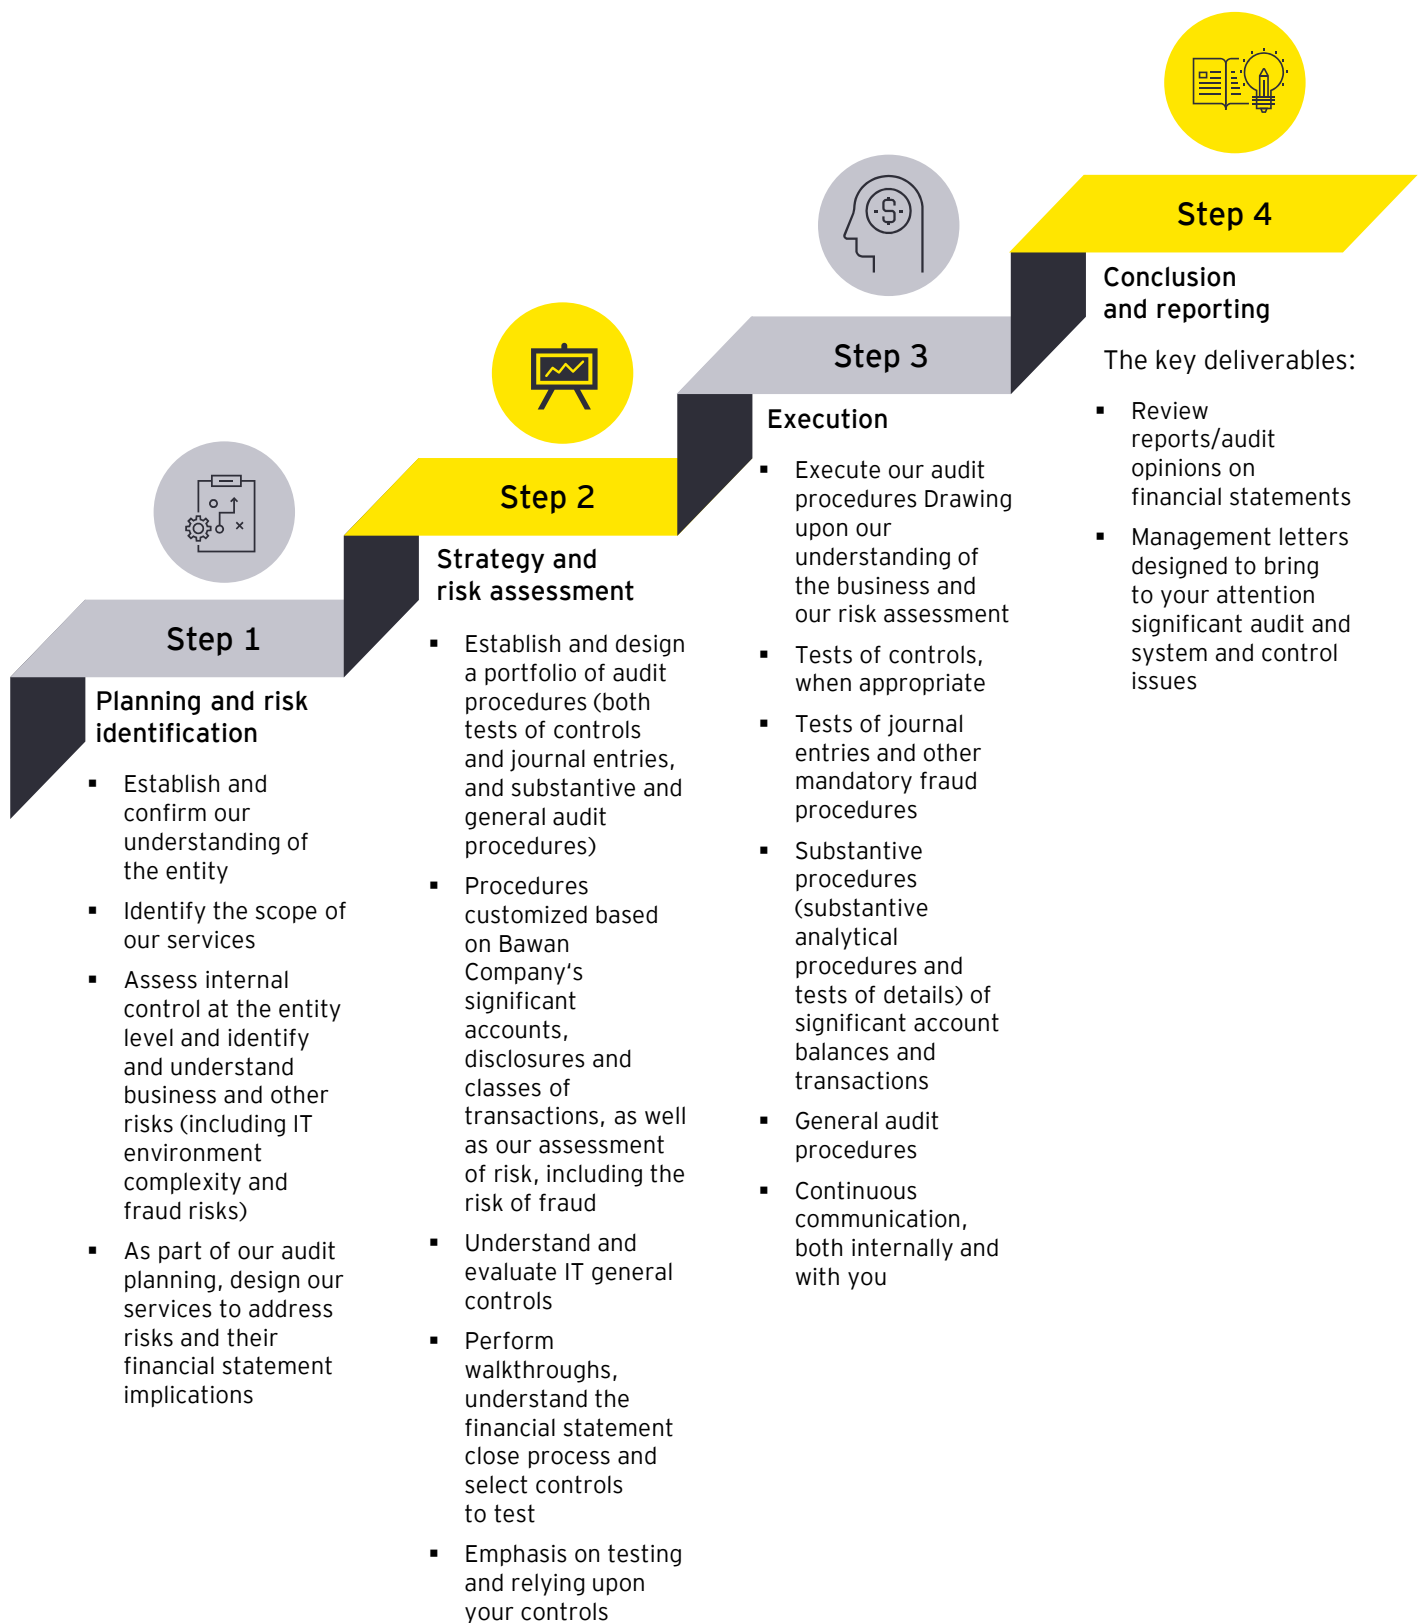 Step 1
Planning and risk
identification
▪ Establish and
confirm our
understanding of
the entity
▪ Identify the scope of
our services
▪ Assess internal
control at the entity
level and identify
and understand
business and other
risks (including IT
environment
complexity and
fraud risks)
▪ As part of our audit
planning, design our
services to address
risks and their
financial statement
implications
Step 2
Strategy and
risk assessment
▪ Establish and design
a portfolio of audit
procedures (both
tests of controls
and journal entries,
and substantive and
general audit
procedures)
▪ Procedures
customized based
on Bawan
Company‘s
significant
accounts,
disclosures and
classes of
transactions, as well
as our assessment
of risk, including the
risk of fraud
▪ Understand and
evaluate IT general
controls
▪ Perform
walkthroughs,
understand the
financial statement
close process and
select controls
to test
▪ Emphasis on testing
and relying upon
your controls
Step 3
Execution
▪ Execute our audit
procedures Drawing
upon our
understanding of
the business and
our risk assessment
▪ Tests of controls,
when appropriate
▪ Tests of journal
entries and other
mandatory fraud
procedures
▪ Substantive
procedures
(substantive
analytical
procedures and
tests of details) of
significant account
balances and
transactions
▪ General audit
procedures
▪ Continuous
communication,
both internally and
with you
Step 4
Conclusion
and reporting
The key deliverables:
▪ Review
reports/audit
opinions on
financial statements
▪ Management letters
designed to bring
to your attention
significant audit and
system and control
issues